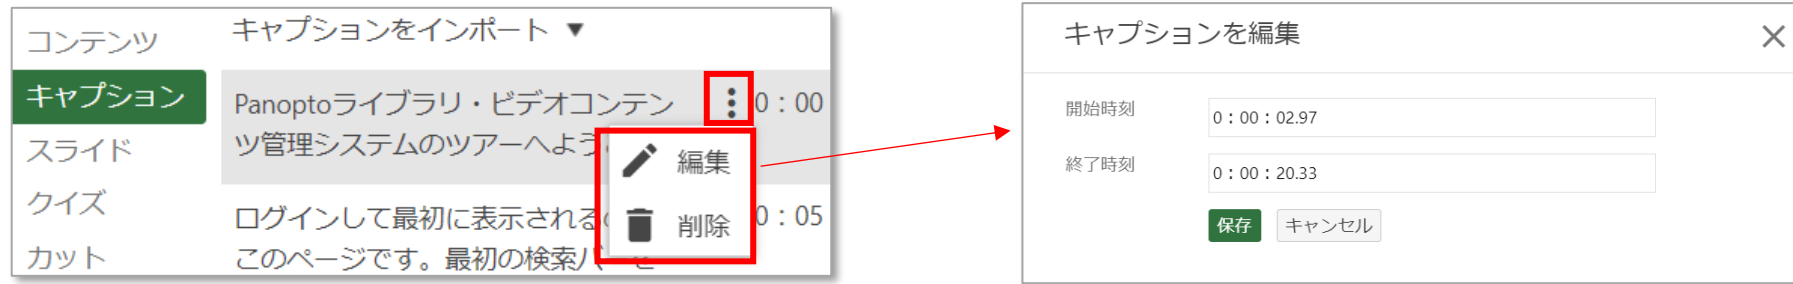 コンテンツ
キャプション
スライド
クイズ
カット
キャプションをインポート ▼
Panoptoライブラリ・ビデオコンテン
ツ管理システムのツアーへよう
0:00
ログインして最初に表示される
このページです。最初の検索バーを
0:05
編集
削除
キャプションを編集
開始時刻
0:00:02.97
終了時刻
0:00:20.33
保存 キャンセル